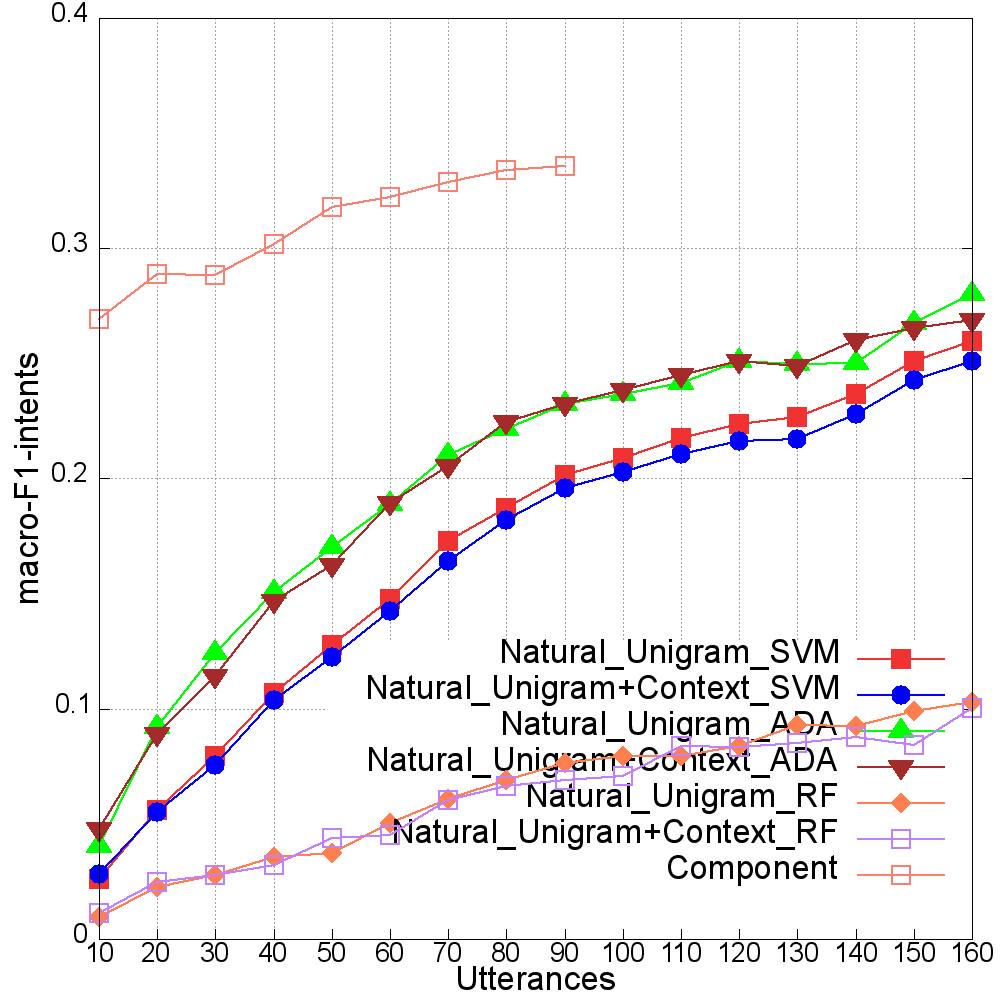 0.4
0.3
0.2
0.1
0
macro-F1-intents
Natural_Unigram_SVM
Natural_Unigram+Context_SVM
Natural_Unigram_ADA
Natural_Unigram+Context_ADA
Natural_Unigram_RF
Natural_Unigram+Context_RF
Component
10 20 30 40 50 60 70 80 90 100 110 120 130 140 150 160
Utterances